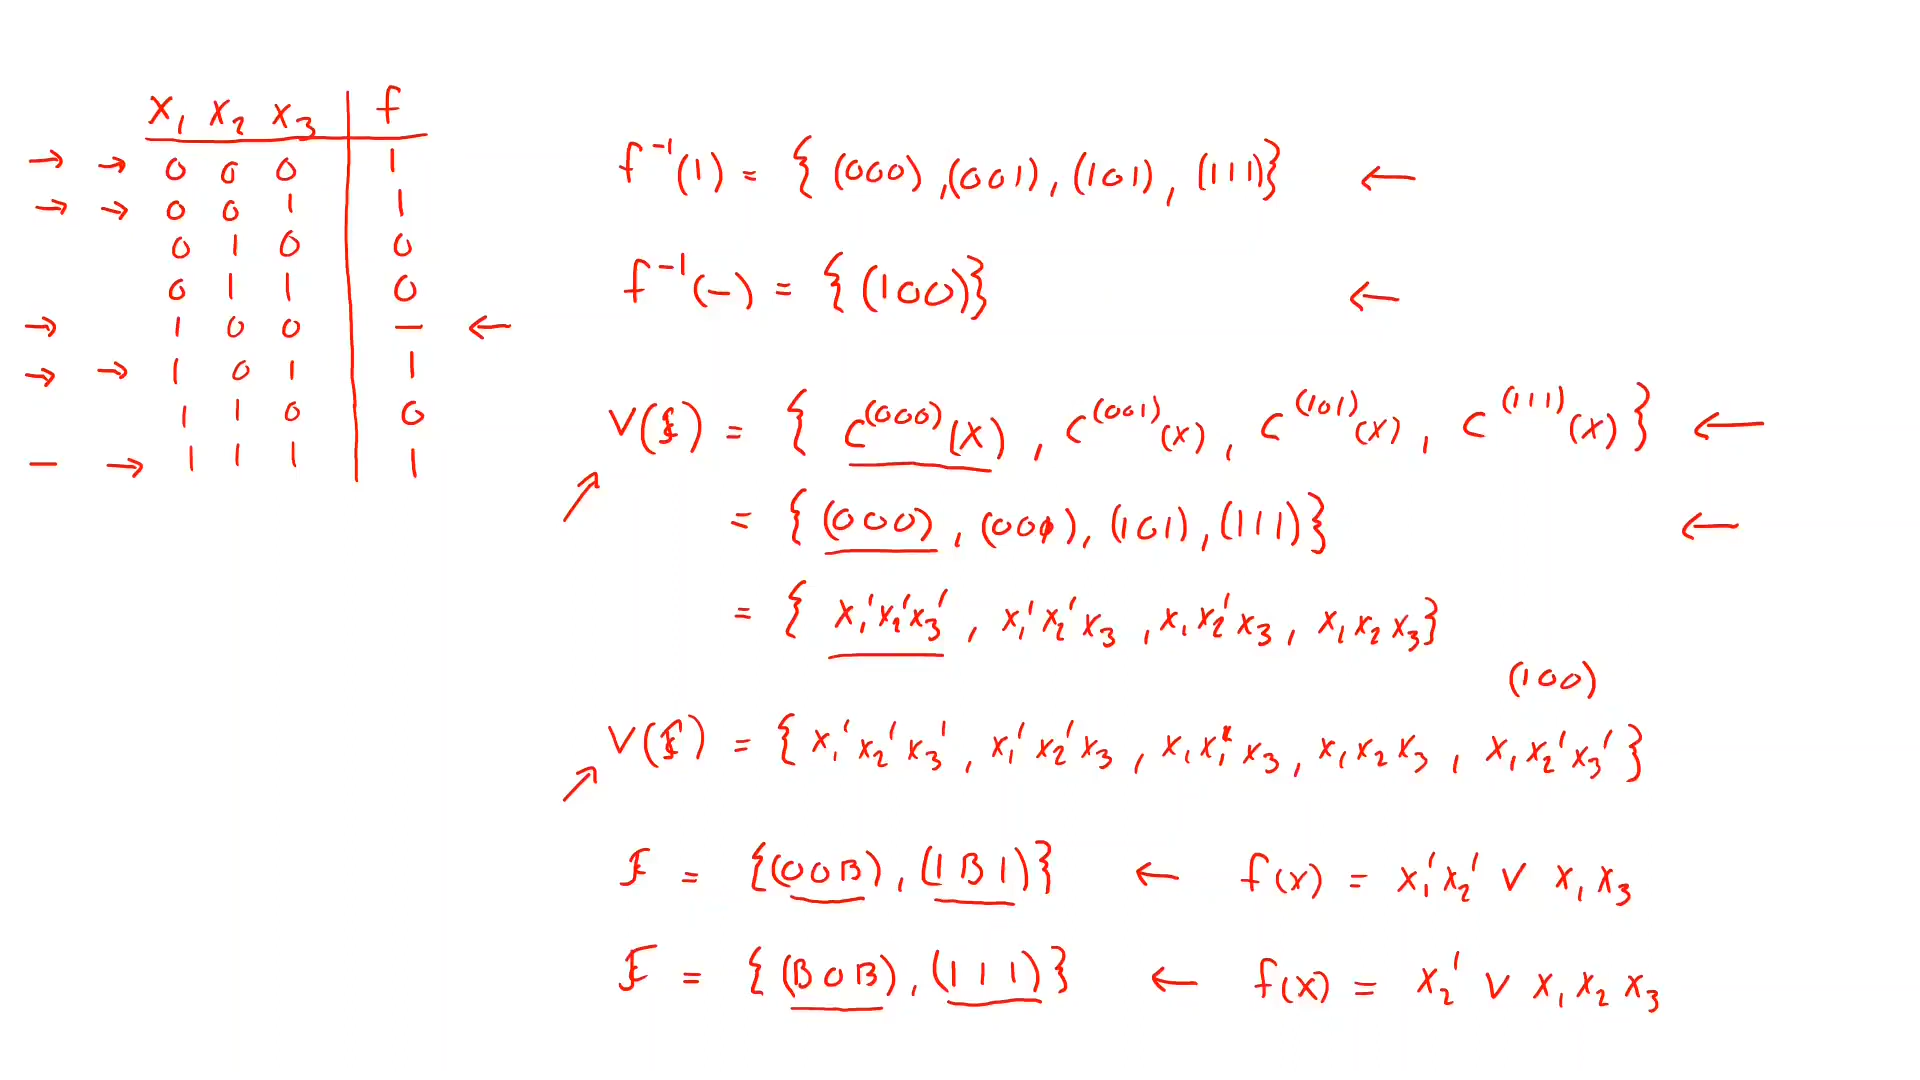 x₁ x₂ x₃ | f
→ → 0 0 0 | 1
→ → 0 0 1 | 1
0 1 0 | 0
0 1 1 | 0
→ 1 0 0 | — ←
→ → 1 0 1 | 1
1 1 0 | 0
— → 1 1 1 | 1
f⁻¹(1) = {(000), (001), (101), (111)} ←
f⁻¹(−) = {(100)} ←
V(F) = { C⁽⁰⁰⁰⁾(X), C⁽⁰⁰¹⁾(X), C⁽¹⁰¹⁾(X), C⁽¹¹¹⁾(X) } ←
= {(000), (001), (101), (111)} ←
= { x₁'x₂'x₃', x₁'x₂'x₃, x₁x₂'x₃, x₁x₂x₃}
(100)
V(F) = { x₁'x₂'x₃', x₁'x₂'x₃, x₁x₁'x₃, x₁x₂x₃, x₁x₂'x₃' }
F = {(00B), (1B1)} ← f(x) = x₁'x₂' ∨ x₁x₃
F = {(B0B), (111)} ← f(x) = x₂' ∨ x₁x₂x₃